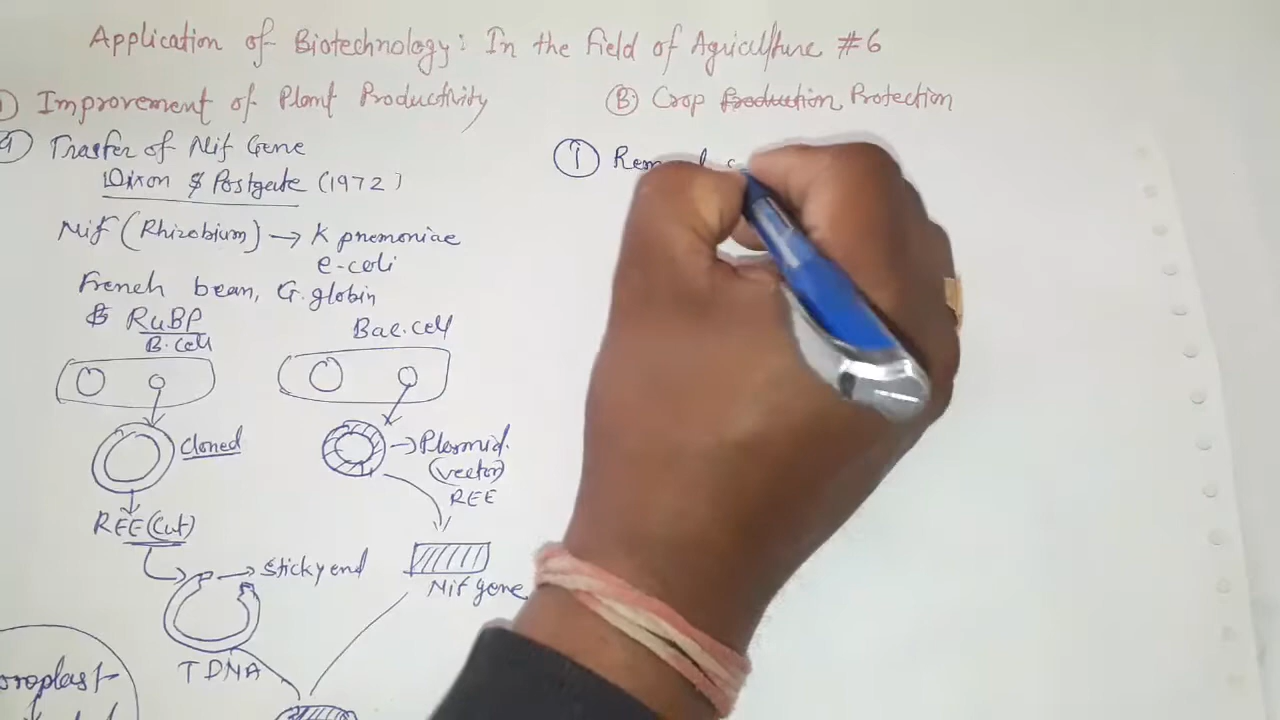 Application of Biotechnology: In the Field of Agriculture #6
Improvement of Plant Productivity
Trasfer of Nif Gene
Dixon & Postgate (1972)
Nif (Rhizobium) → K pnemoniae
e-coli
French bean, G. globin
& RuBP
B. cell
Cloned
REE (Cut)
→ Sticky end
T DNA
Bac. cell
→ Plasmid.
(vector)
REE
Nif gene
B Crop Production Protection
1